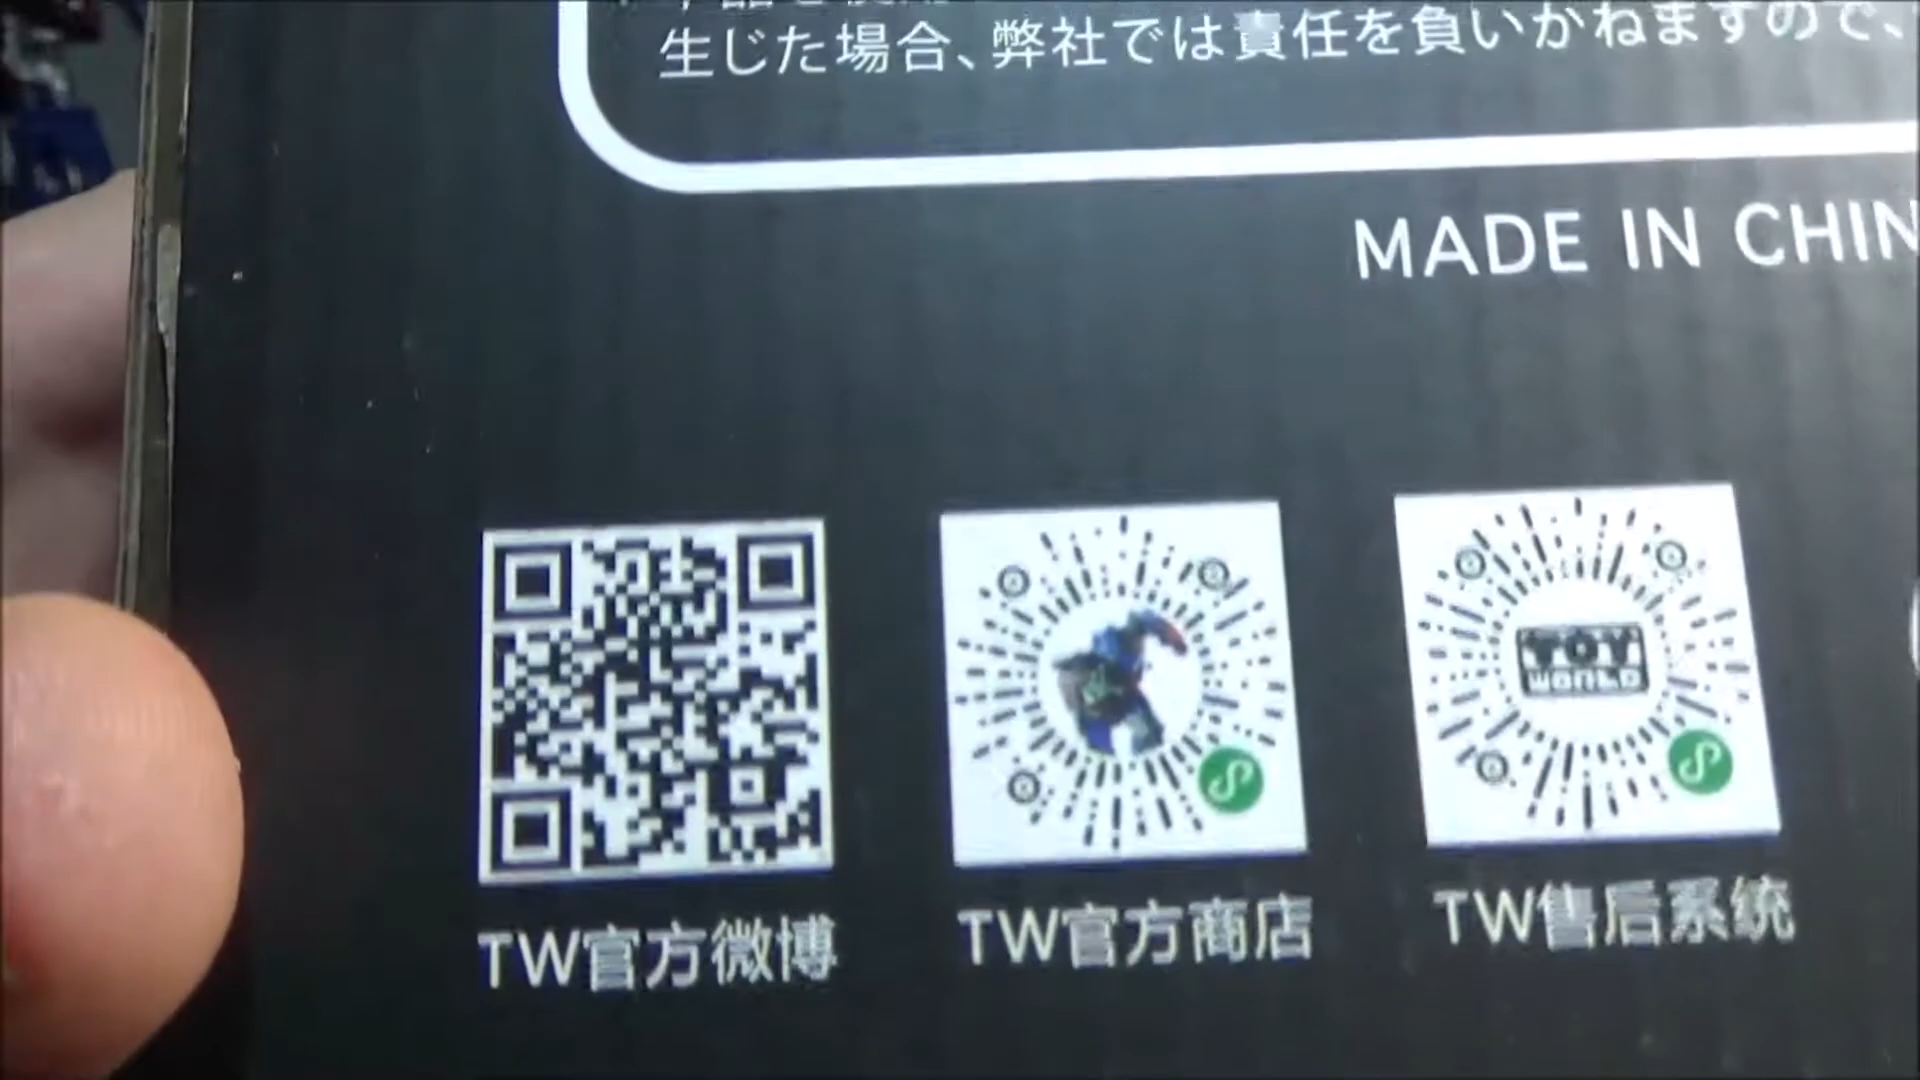 生じた場合、弊社では責任を負いかねますので、
MADE IN CHIN
TOY
WORLD
TW官方微博
TW官方商店
TW售后系统